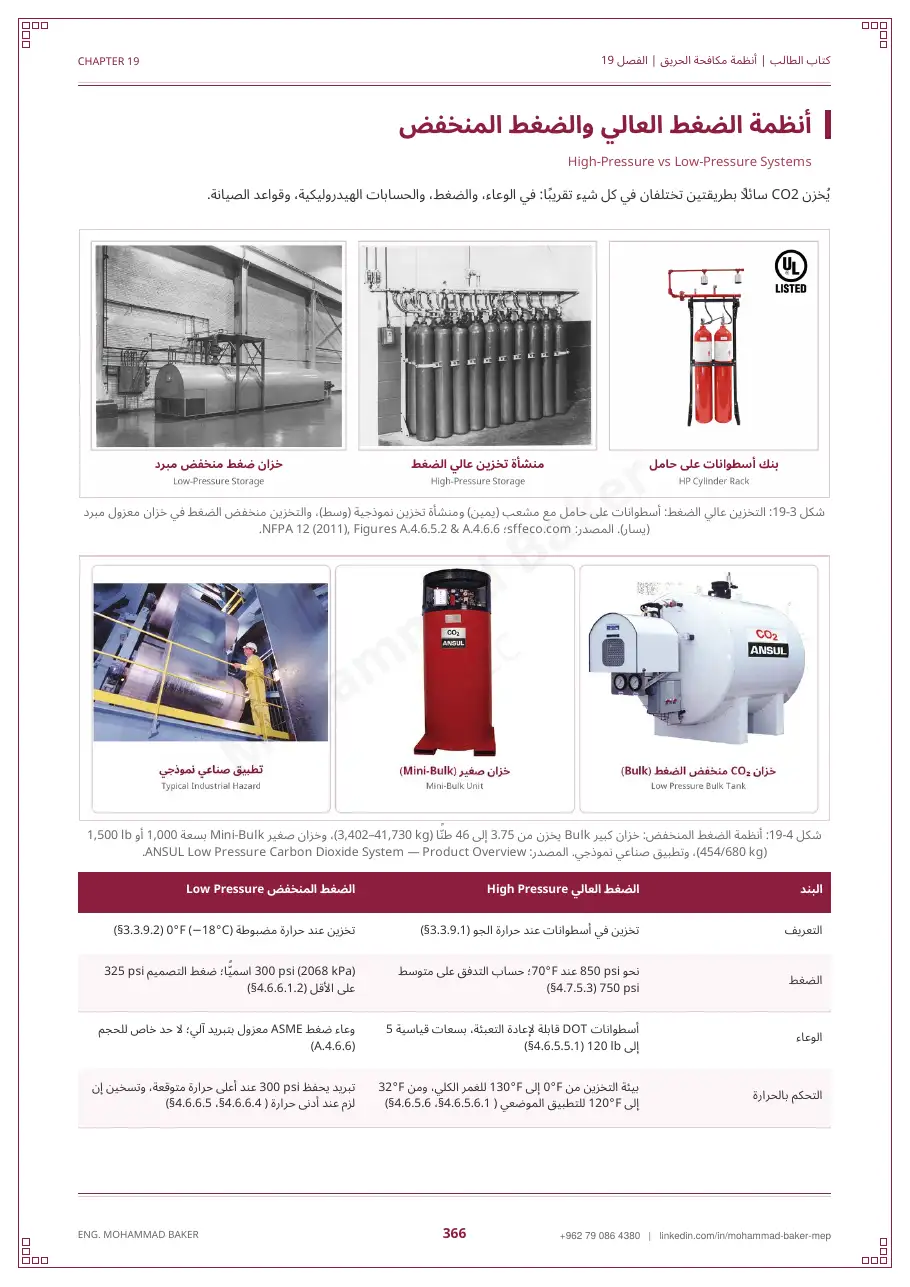 كتاب الطالب | أنظمة مكافحة الحريق | الفصل 19
CHAPTER 19
أنظمة الضغط العالي والضغط المنخفض
High-Pressure vs Low-Pressure Systems
يُخزن CO2 سائلًا بطريقتين تختلفان في كل شيء تقريبًا: في الوعاء، والضغط، والحسابات الهيدروليكية، وقواعد الصيانة.
UL
LISTED
بنك أسطوانات على حامل
HP Cylinder Rack
منشأة تخزين عالي الضغط
High-Pressure Storage
خزان ضغط منخفض مبرد
Low-Pressure Storage
شكل 3-19: التخزين عالي الضغط: أسطوانات على حامل مع مشعب (يمين) ومنشأة تخزين نموذجية (وسط)، والتخزين منخفض الضغط في خزان معزول مبرد
(يسار). المصدر: sffeco.com؛ NFPA 12 (2011), Figures A.4.6.5.2 & A.4.6.6.
CO₂
ANSUL
خزان CO₂ منخفض الضغط (Bulk)
Low Pressure Bulk Tank
CO₂
ANSUL
خزان صغير (Mini-Bulk)
Mini-Bulk Unit
تطبيق صناعي نموذجي
Typical Industrial Hazard
شكل 4-19: أنظمة الضغط المنخفض: خزان كبير Bulk يخزن من 3.75 إلى 46 طنًّا (3,402–41,730 kg)، وخزان صغير Mini-Bulk بسعة 1,000 أو 1,500 lb
(454/680 kg)، وتطبيق صناعي نموذجي. المصدر: ANSUL Low Pressure Carbon Dioxide System — Product Overview.
البند
الضغط العالي High Pressure
الضغط المنخفض Low Pressure
التعريف
تخزين في أسطوانات عند حرارة الجو (§3.3.9.1)
تخزين عند حرارة مضبوطة 0°F (−18°C) (§3.3.9.2)
الضغط
نحو 850 psi عند 70°F؛ حساب التدفق على متوسط
750 psi (§4.7.5.3)
300 psi (2068 kPa) اسميًّا؛ ضغط التصميم 325 psi
على الأقل (§4.6.6.1.2)
الوعاء
أسطوانات DOT قابلة لإعادة التعبئة، بسعات قياسية 5
إلى 120 lb (§4.6.5.5.1)
وعاء ضغط ASME معزول بتبريد آلي؛ لا حد خاص للحجم
(A.4.6.6)
التحكم بالحرارة
بيئة التخزين من 0°F إلى 130°F للغمر الكلي، ومن 32°F
إلى 120°F للتطبيق الموضعي ( §4.6.5.6.1، §4.6.5.6)
تبريد يحفظ 300 psi عند أعلى حرارة متوقعة، وتسخين إن
لزم عند أدنى حرارة ( §4.6.6.4، §4.6.6.5)
Mohammad Baker
ENG. MOHAMMAD BAKER
366
+962 79 086 4380 | linkedin.com/in/mohammad-baker-mep